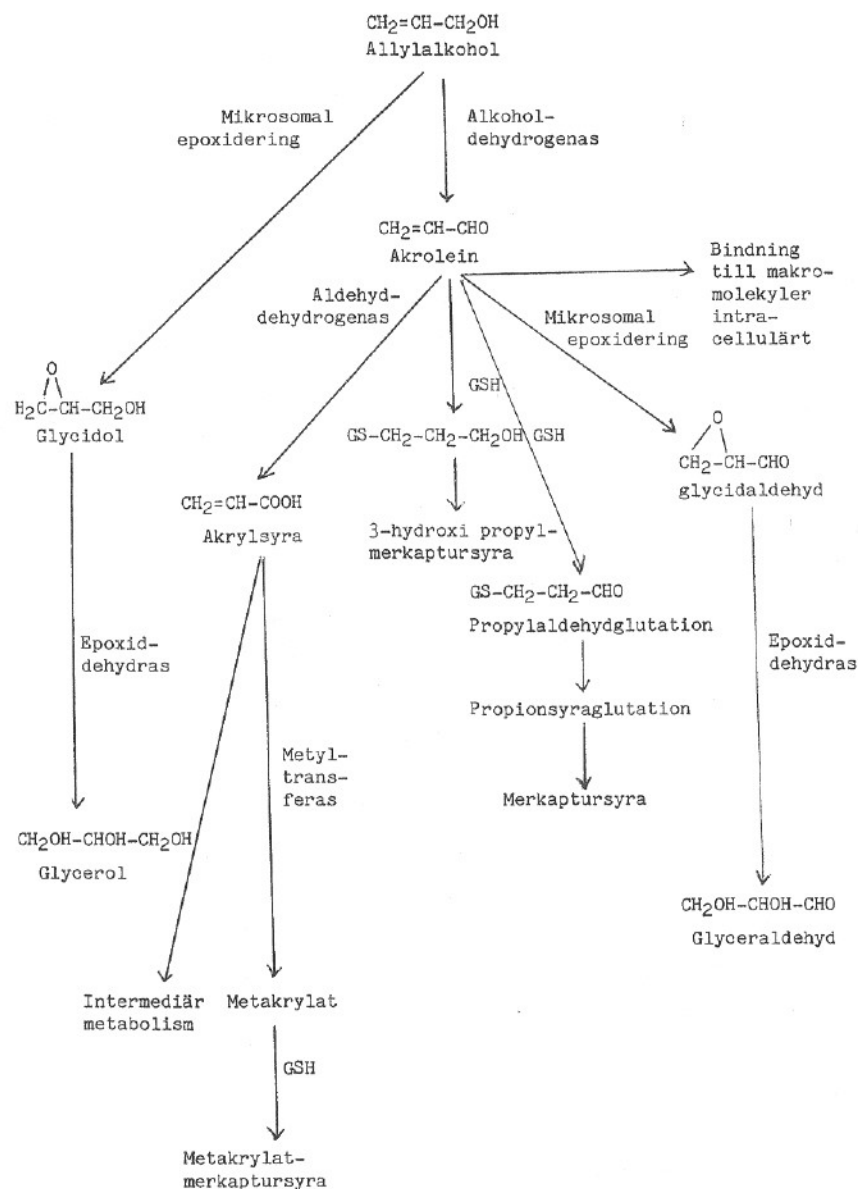 CH2=CH-CH2OH
Allylalkohol
Mikrosomal
epoxidering
Alkohol-
dehydrogenas
CH2=CH-CHO
Akrolein
Bindning
till makro-
molekyler
intra-
cellulärt
Aldehyd-
dehydrogenas
Mikrosomal
epoxidering
O
H2C-CH-CH2OH
Glycidol
GSH
GS-CH2-CH2-CH2OH
GSH
O
CH2-CH-CHO
glycidaldehyd
CH2=CH-COOH
Akrylsyra
3-hydroxi propyl-
merkaptursyra
GS-CH2-CH2-CHO
Propylaldehydglutation
Epoxid-
dehydras
Epoxid-
dehydras
Propionsyraglutation
Metyl-
trans-
feras
Merkaptursyra
CH2OH-CHOH-CH2OH
Glycerol
CH2OH-CHOH-CHO
Glyceraldehyd
Intermediär
metabolism
Metakrylat
GSH
Metakrylat-
merkaptursyra